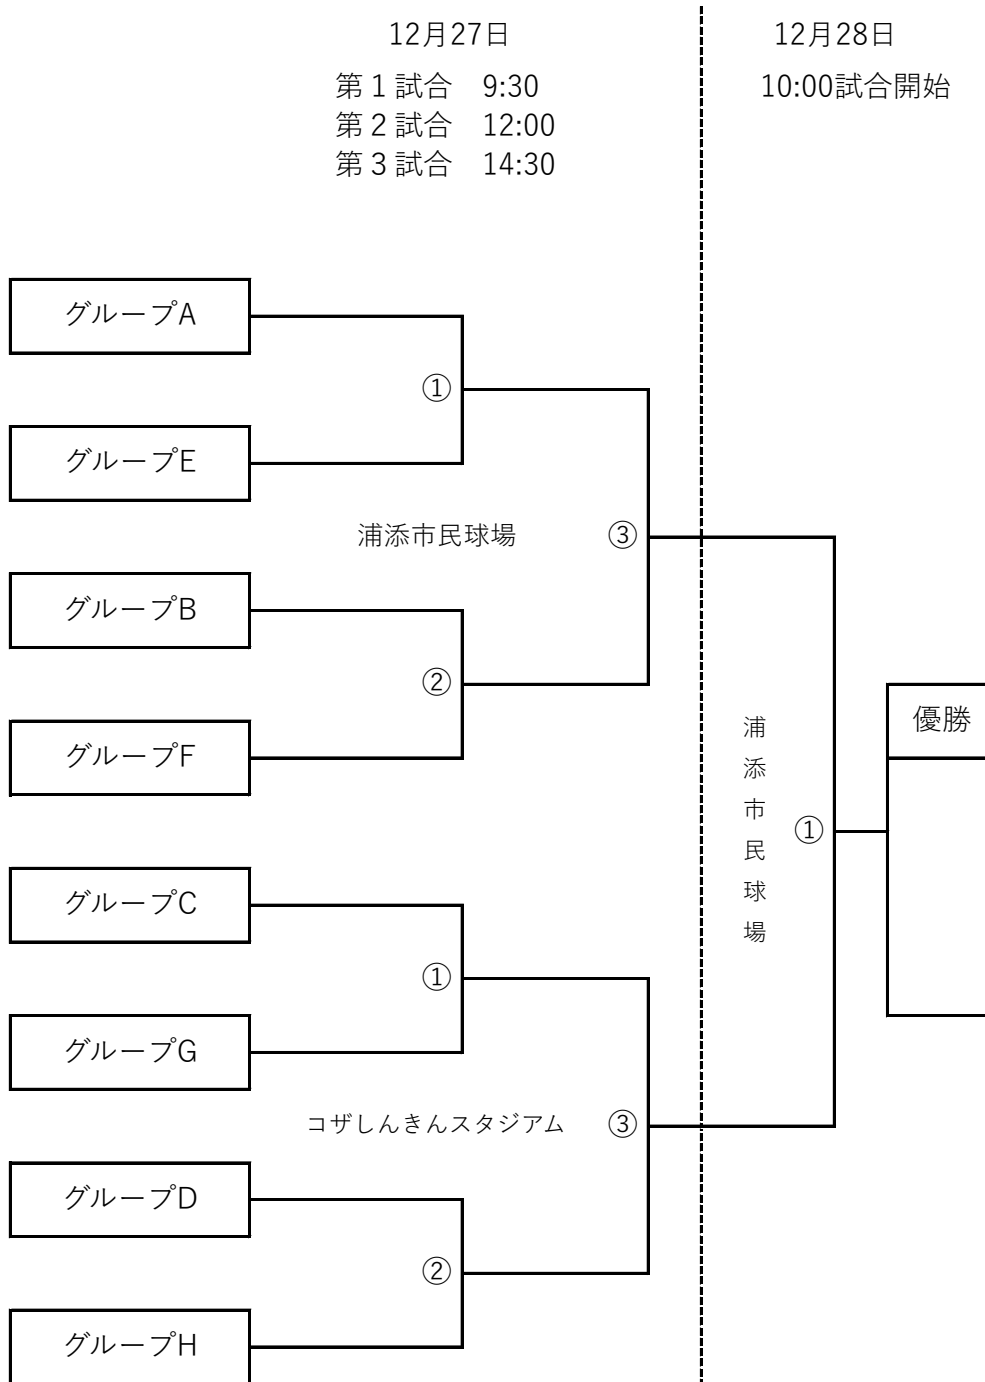 12月27日
第１試合　9:30
第２試合　12:00
第３試合　14:30
12月28日
10:00試合開始
グループA
①
グループE
浦添市民球場
③
グループB
②
グループF
グループC
①
グループG
コザしんきんスタジアム
③
グループD
②
グループH
浦添市民球場
①
優勝